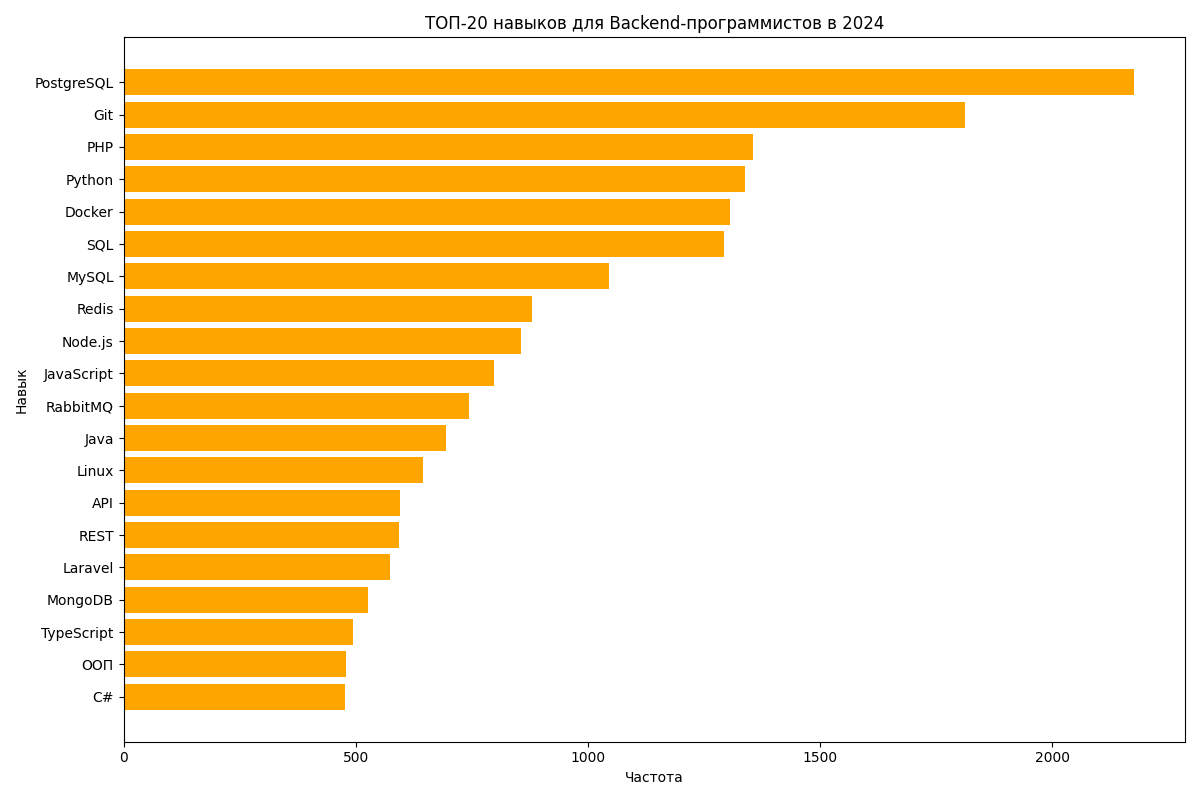 ТОП-20 навыков для Backend-программистов в 2024
PostgreSQL
Git
PHP
Python
Docker
SQL
MySQL
Redis
Node.js
JavaScript
RabbitMQ
Java
Linux
API
REST
Laravel
MongoDB
TypeScript
ООП
C#
Навык
0 500 1000 1500 2000
Частота